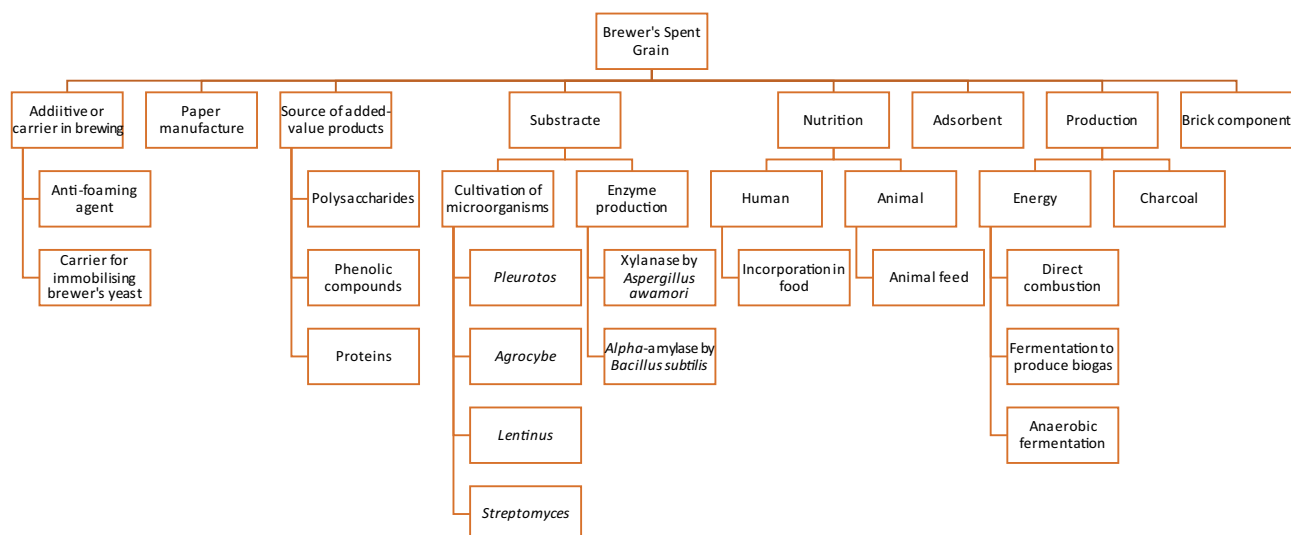 Brewer's Spent
Grain
Addiitive or
carrier in brewing
Paper
manufacture
Source of added-
value products
Substracte
Nutrition
Adsorbent
Production
Brick component
Anti-foaming
agent
Polysaccharides
Cultivation of
microorganisms
Enzyme
production
Human
Animal
Energy
Charcoal
Carrier for
immobilising
brewer's yeast
Phenolic
compounds
Pleurotos
Xylanase by
Aspergillus
awamori
Incorporation in
food
Animal feed
Direct
combustion
Proteins
Agrocybe
Alpha-amylase by
Bacillus subtilis
Fermentation to
produce biogas
Lentinus
Anaerobic
fermentation
Streptomyces